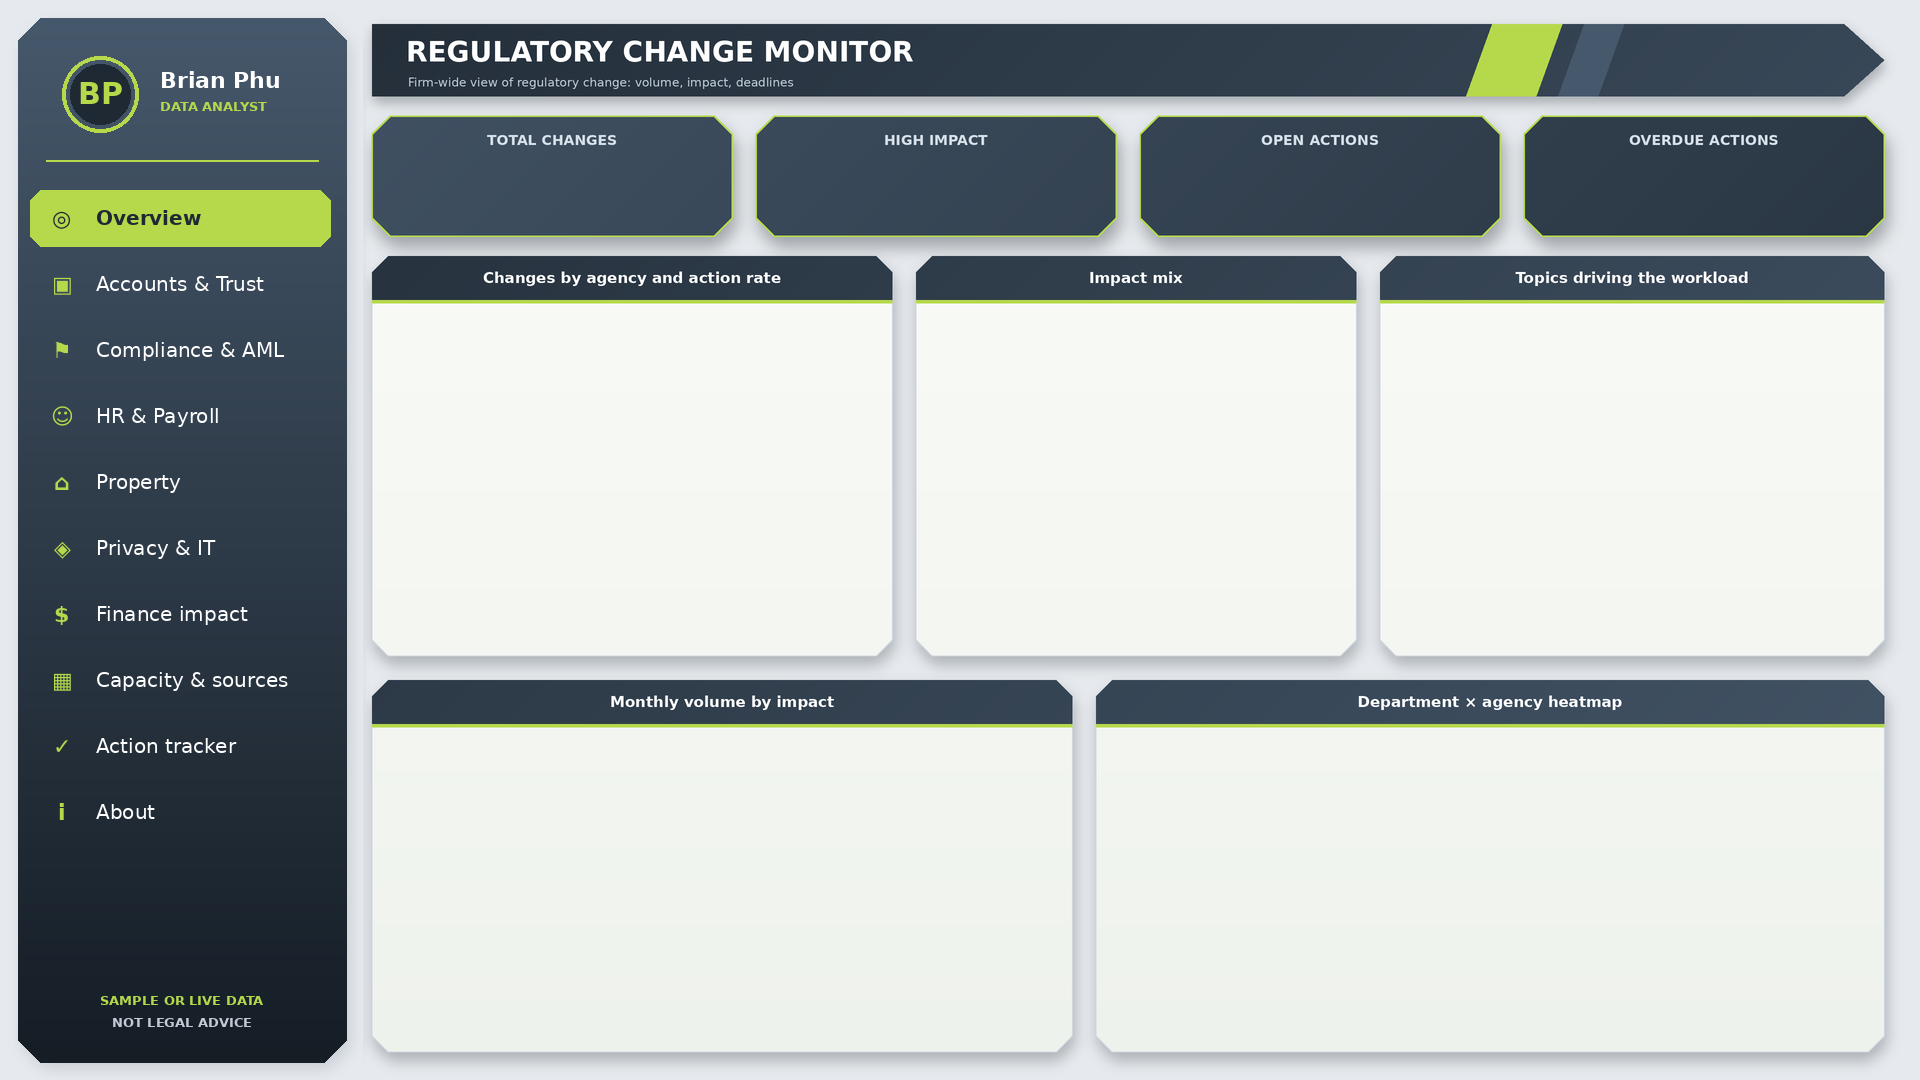 BP
Brian Phu
DATA ANALYST
Overview
Accounts & Trust
Compliance & AML
HR & Payroll
Property
Privacy & IT
$ Finance impact
Capacity & sources
✓ Action tracker
i About
SAMPLE OR LIVE DATA
NOT LEGAL ADVICE
REGULATORY CHANGE MONITOR
Firm-wide view of regulatory change: volume, impact, deadlines
TOTAL CHANGES
HIGH IMPACT
OPEN ACTIONS
OVERDUE ACTIONS
Changes by agency and action rate
Impact mix
Topics driving the workload
Monthly volume by impact
Department × agency heatmap